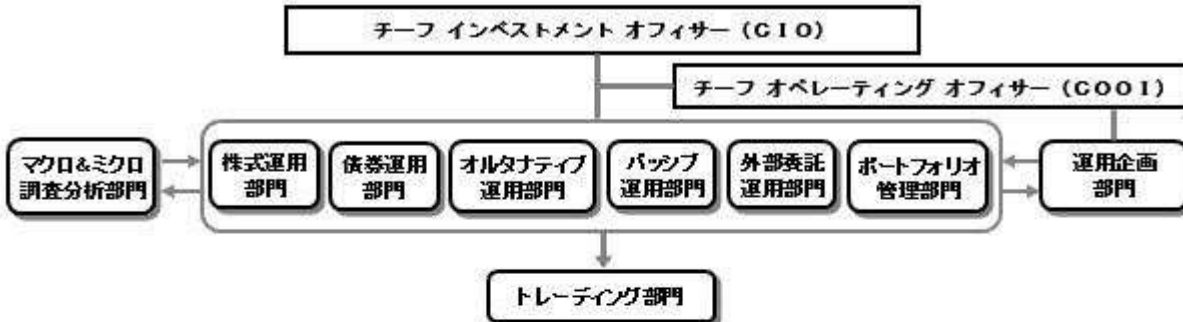 チーフ インベストメント オフィサー (CIO)
チーフ オペレーティング オフィサー (COOI)
マクロ&ミクロ
調査分析部門
株式運用
部門
債券運用
部門
オルタナティブ
運用部門
パッシブ
運用部門
外部委託
運用部門
ポートフォリオ
管理部門
運用企画
部門
トレーディング部門